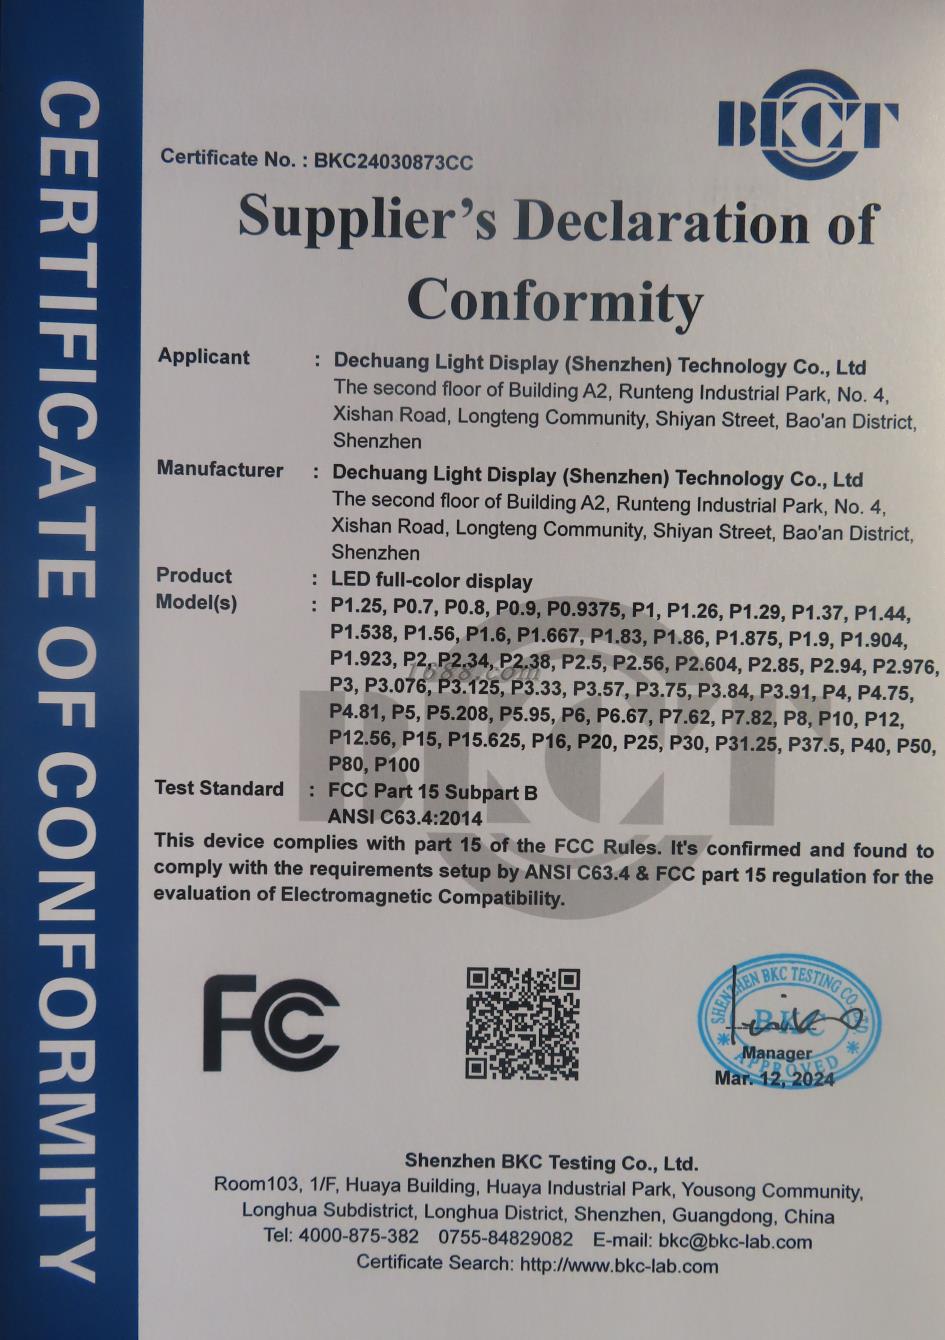 CERTIFICATE OF CONFORMITY
BKCT
Certificate No. : BKC24030873CC
Supplier's Declaration of
Conformity
Applicant : Dechuang Light Display (Shenzhen) Technology Co., Ltd
The second floor of Building A2, Runteng Industrial Park, No. 4,
Xishan Road, Longteng Community, Shiyan Street, Bao'an District,
Shenzhen
Manufacturer : Dechuang Light Display (Shenzhen) Technology Co., Ltd
The second floor of Building A2, Runteng Industrial Park, No. 4,
Xishan Road, Longteng Community, Shiyan Street, Bao'an District,
Shenzhen
Product : LED full-color display
Model(s) : P1.25, P0.7, P0.8, P0.9, P0.9375, P1, P1.26, P1.29, P1.37, P1.44,
P1.538, P1.56, P1.6, P1.667, P1.83, P1.86, P1.875, P1.9, P1.904,
P1.923, P2, P2.34, P2.38, P2.5, P2.56, P2.604, P2.85, P2.94, P2.976,
1688.com
P3, P3.076, P3.125, P3.33, P3.57, P3.75, P3.84, P3.91, P4, P4.75,
P4.81, P5, P5.208, P5.95, P6, P6.67, P7.62, P7.82, P8, P10, P12,
P12.56, P15, P15.625, P16, P20, P25, P30, P31.25, P37.5, P40, P50,
P80, P100
BKCT
Test Standard : FCC Part 15 Subpart B
ANSI C63.4:2014
This device complies with part 15 of the FCC Rules. It's confirmed and found to
comply with the requirements setup by ANSI C63.4 & FCC part 15 regulation for the
evaluation of Electromagnetic Compatibility.
FCC
SHENZHEN BKC TESTING CO., LTD
BKC
APPROVED
Manager
Mar. 12, 2024
Shenzhen BKC Testing Co., Ltd.
Room103, 1/F, Huaya Building, Huaya Industrial Park, Yousong Community,
Longhua Subdistrict, Longhua District, Shenzhen, Guangdong, China
Tel: 4000-875-382 0755-84829082 E-mail: bkc@bkc-lab.com
Certificate Search: http://www.bkc-lab.com